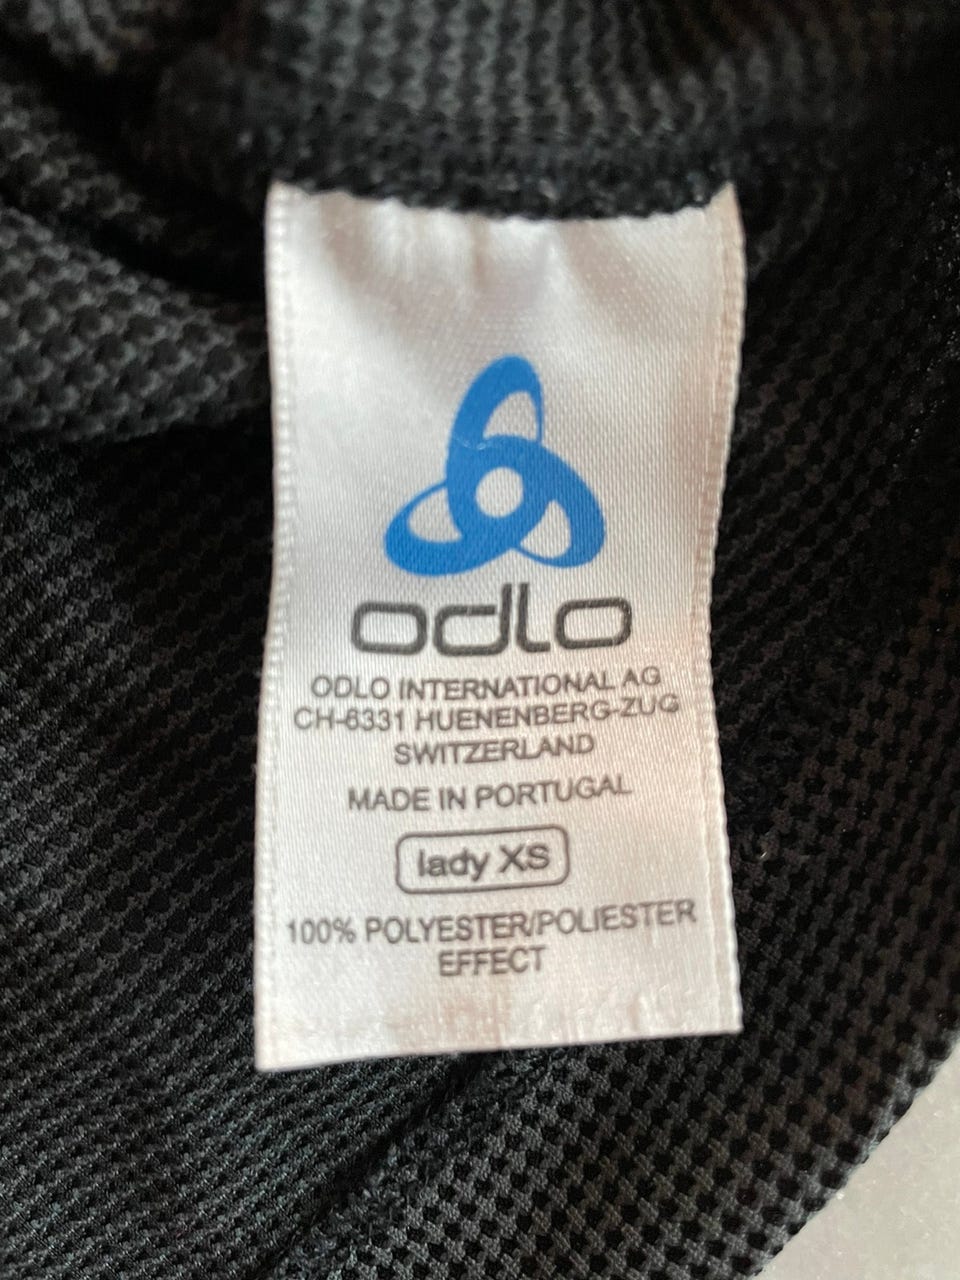 odlo
ODLO INTERNATIONAL AG
CH-6331 HUENENBERG-ZUG
SWITZERLAND
MADE IN PORTUGAL
lady XS
100% POLYESTER/POLIESTER
EFFECT